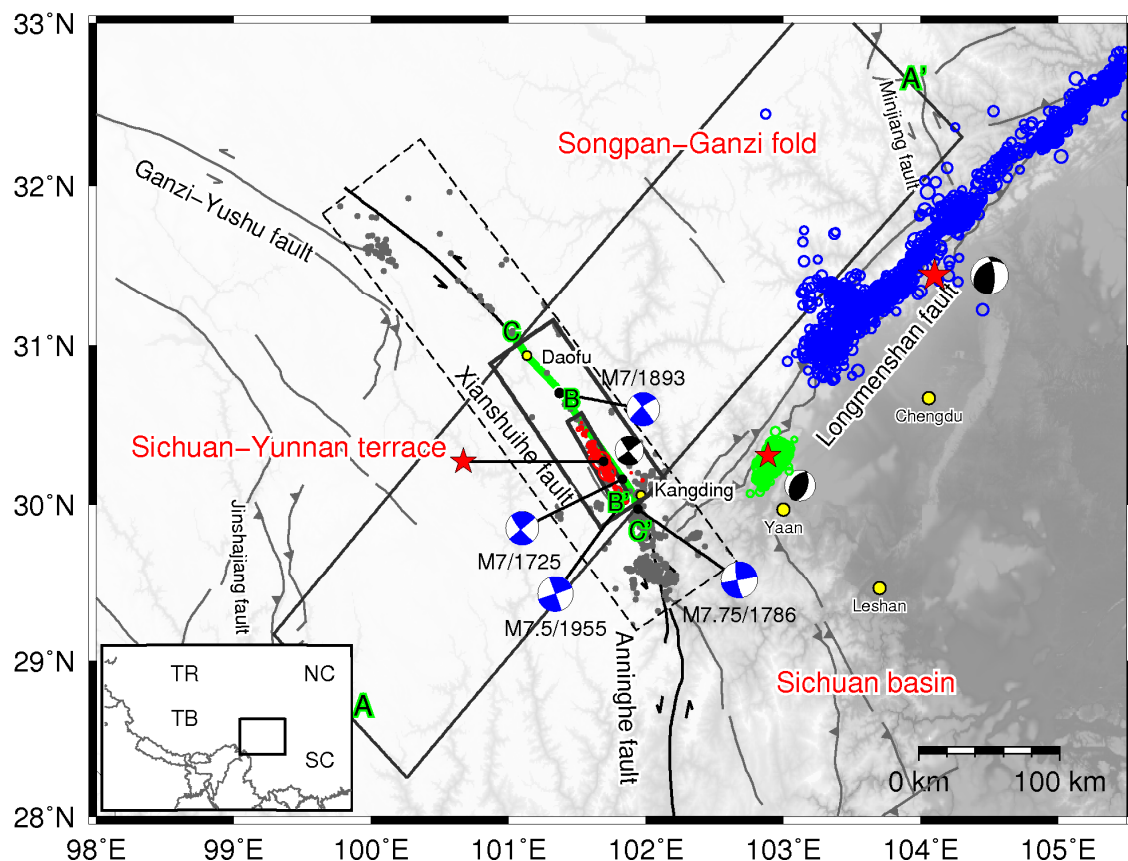 33°N
A'
Minjiang fault
Songpan−Ganzi fold
32°N
Ganzi−Yushu fault
31°N
C
Daofu
M7/1893
Xianshuihe fault
B
Longmenshan fault
Chengdu
Sichuan−Yunnan terrace
Kangding
30°N
B'
C'
Yaan
Jinshajiang fault
M7/1725
M7.5/1955
M7.75/1786
Leshan
29°N
Anninghe fault
Sichuan basin
TR
NC
A
TB
SC
0 km
100 km
28°N
98°E
99°E
100°E
101°E
102°E
103°E
104°E
105°E